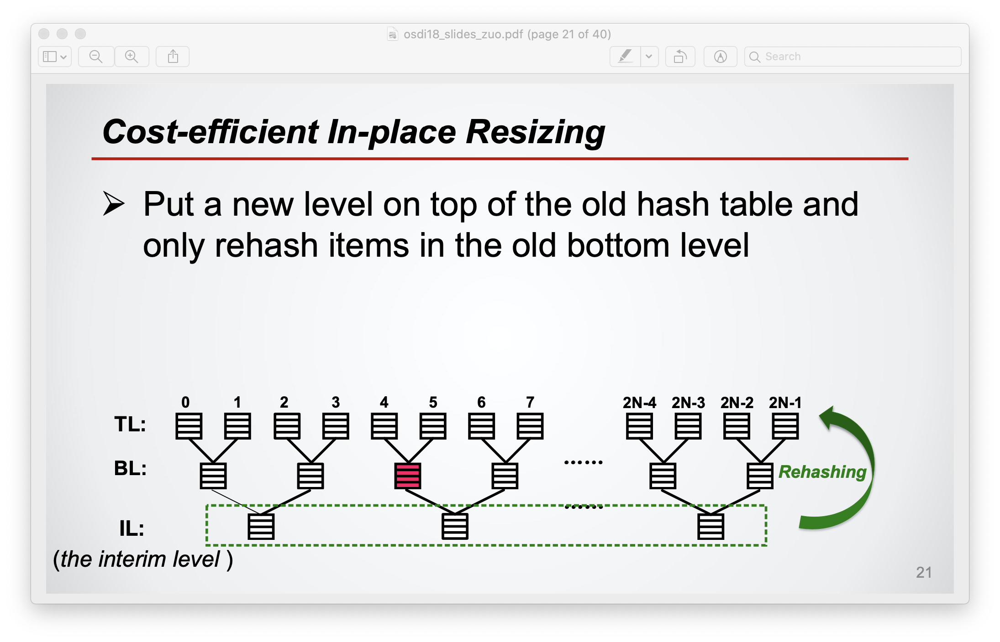 osdi18_slides_zuo.pdf (page 21 of 40)
Search
Cost-efficient In-place Resizing
➢ Put a new level on top of the old hash table and
only rehash items in the old bottom level
0 1 2 3 4 5 6 7 2N-4 2N-3 2N-2 2N-1
TL:
BL:
......
Rehashing
......
IL:
(the interim level )
21